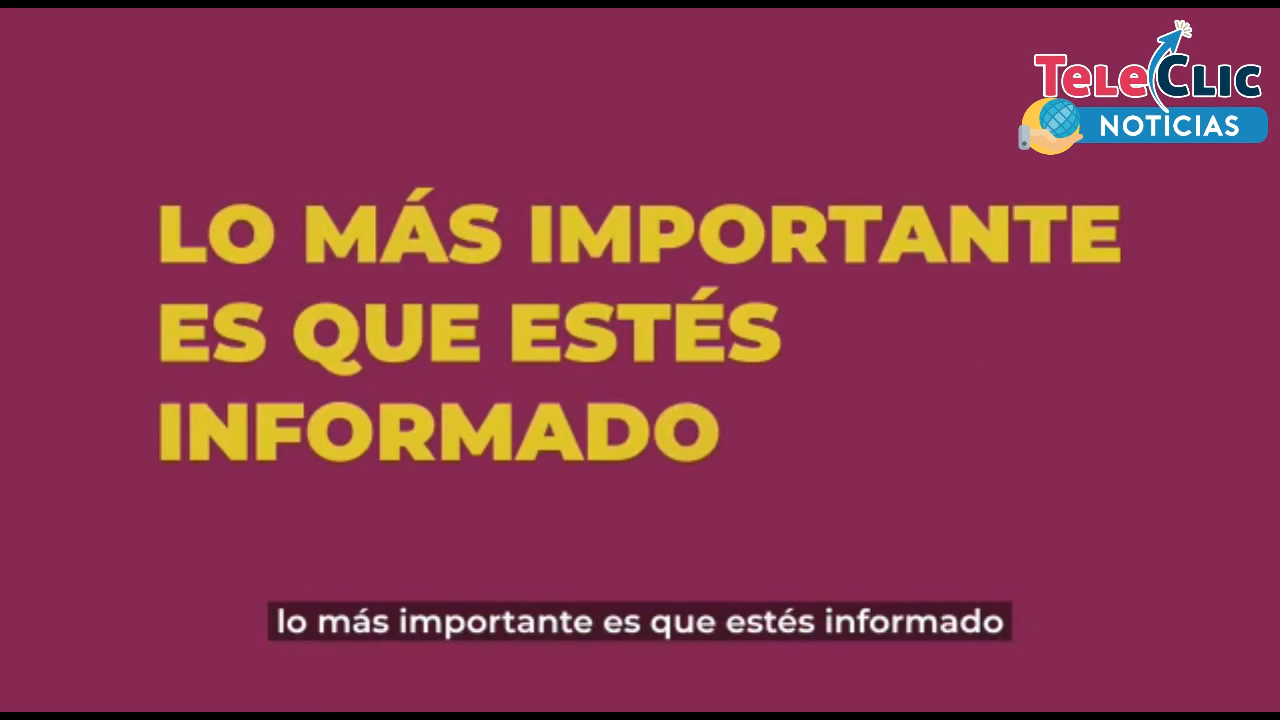 TELECLIC
NOTICIAS
LO MÁS IMPORTANTE
ES QUE ESTÉS
INFORMADO
lo más importante es que estés informado